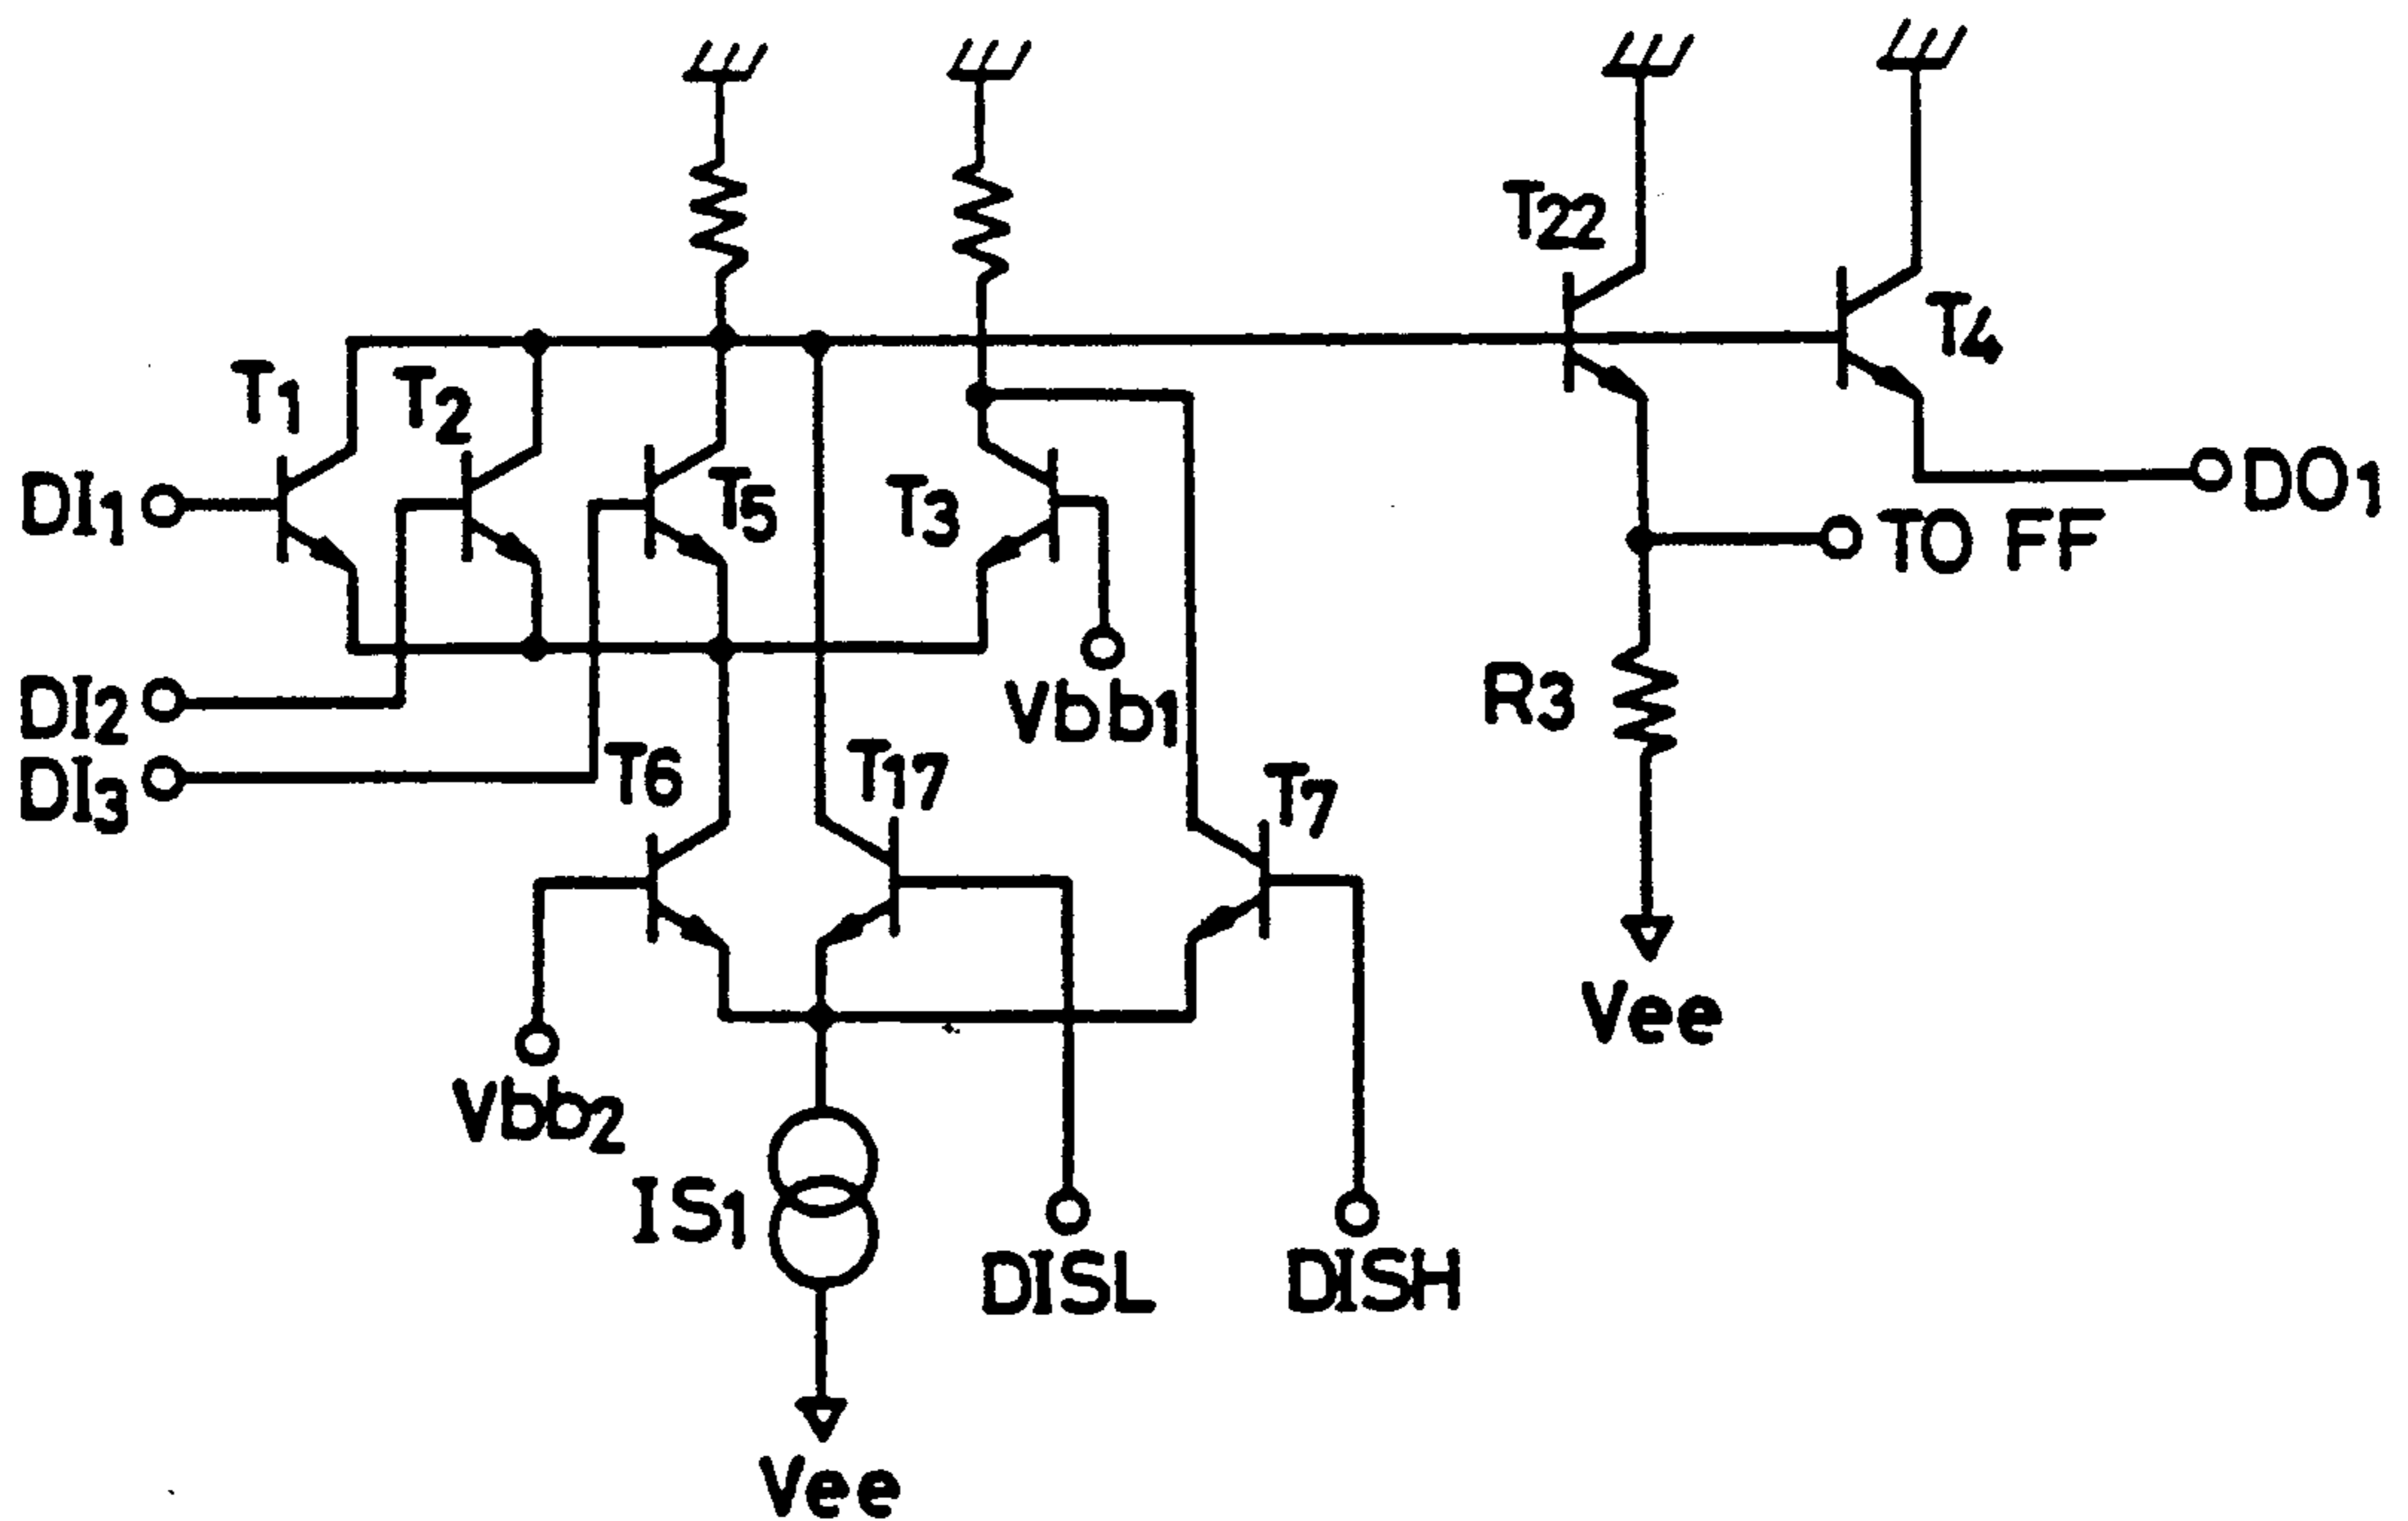 T22
T4
T1
T2
DI1
T5
T3
DO1
TO FF
DI2
Vbb1
R3
DI3
T6
T17
T7
Vee
Vbb2
IS1
DISL
DISH
Vee